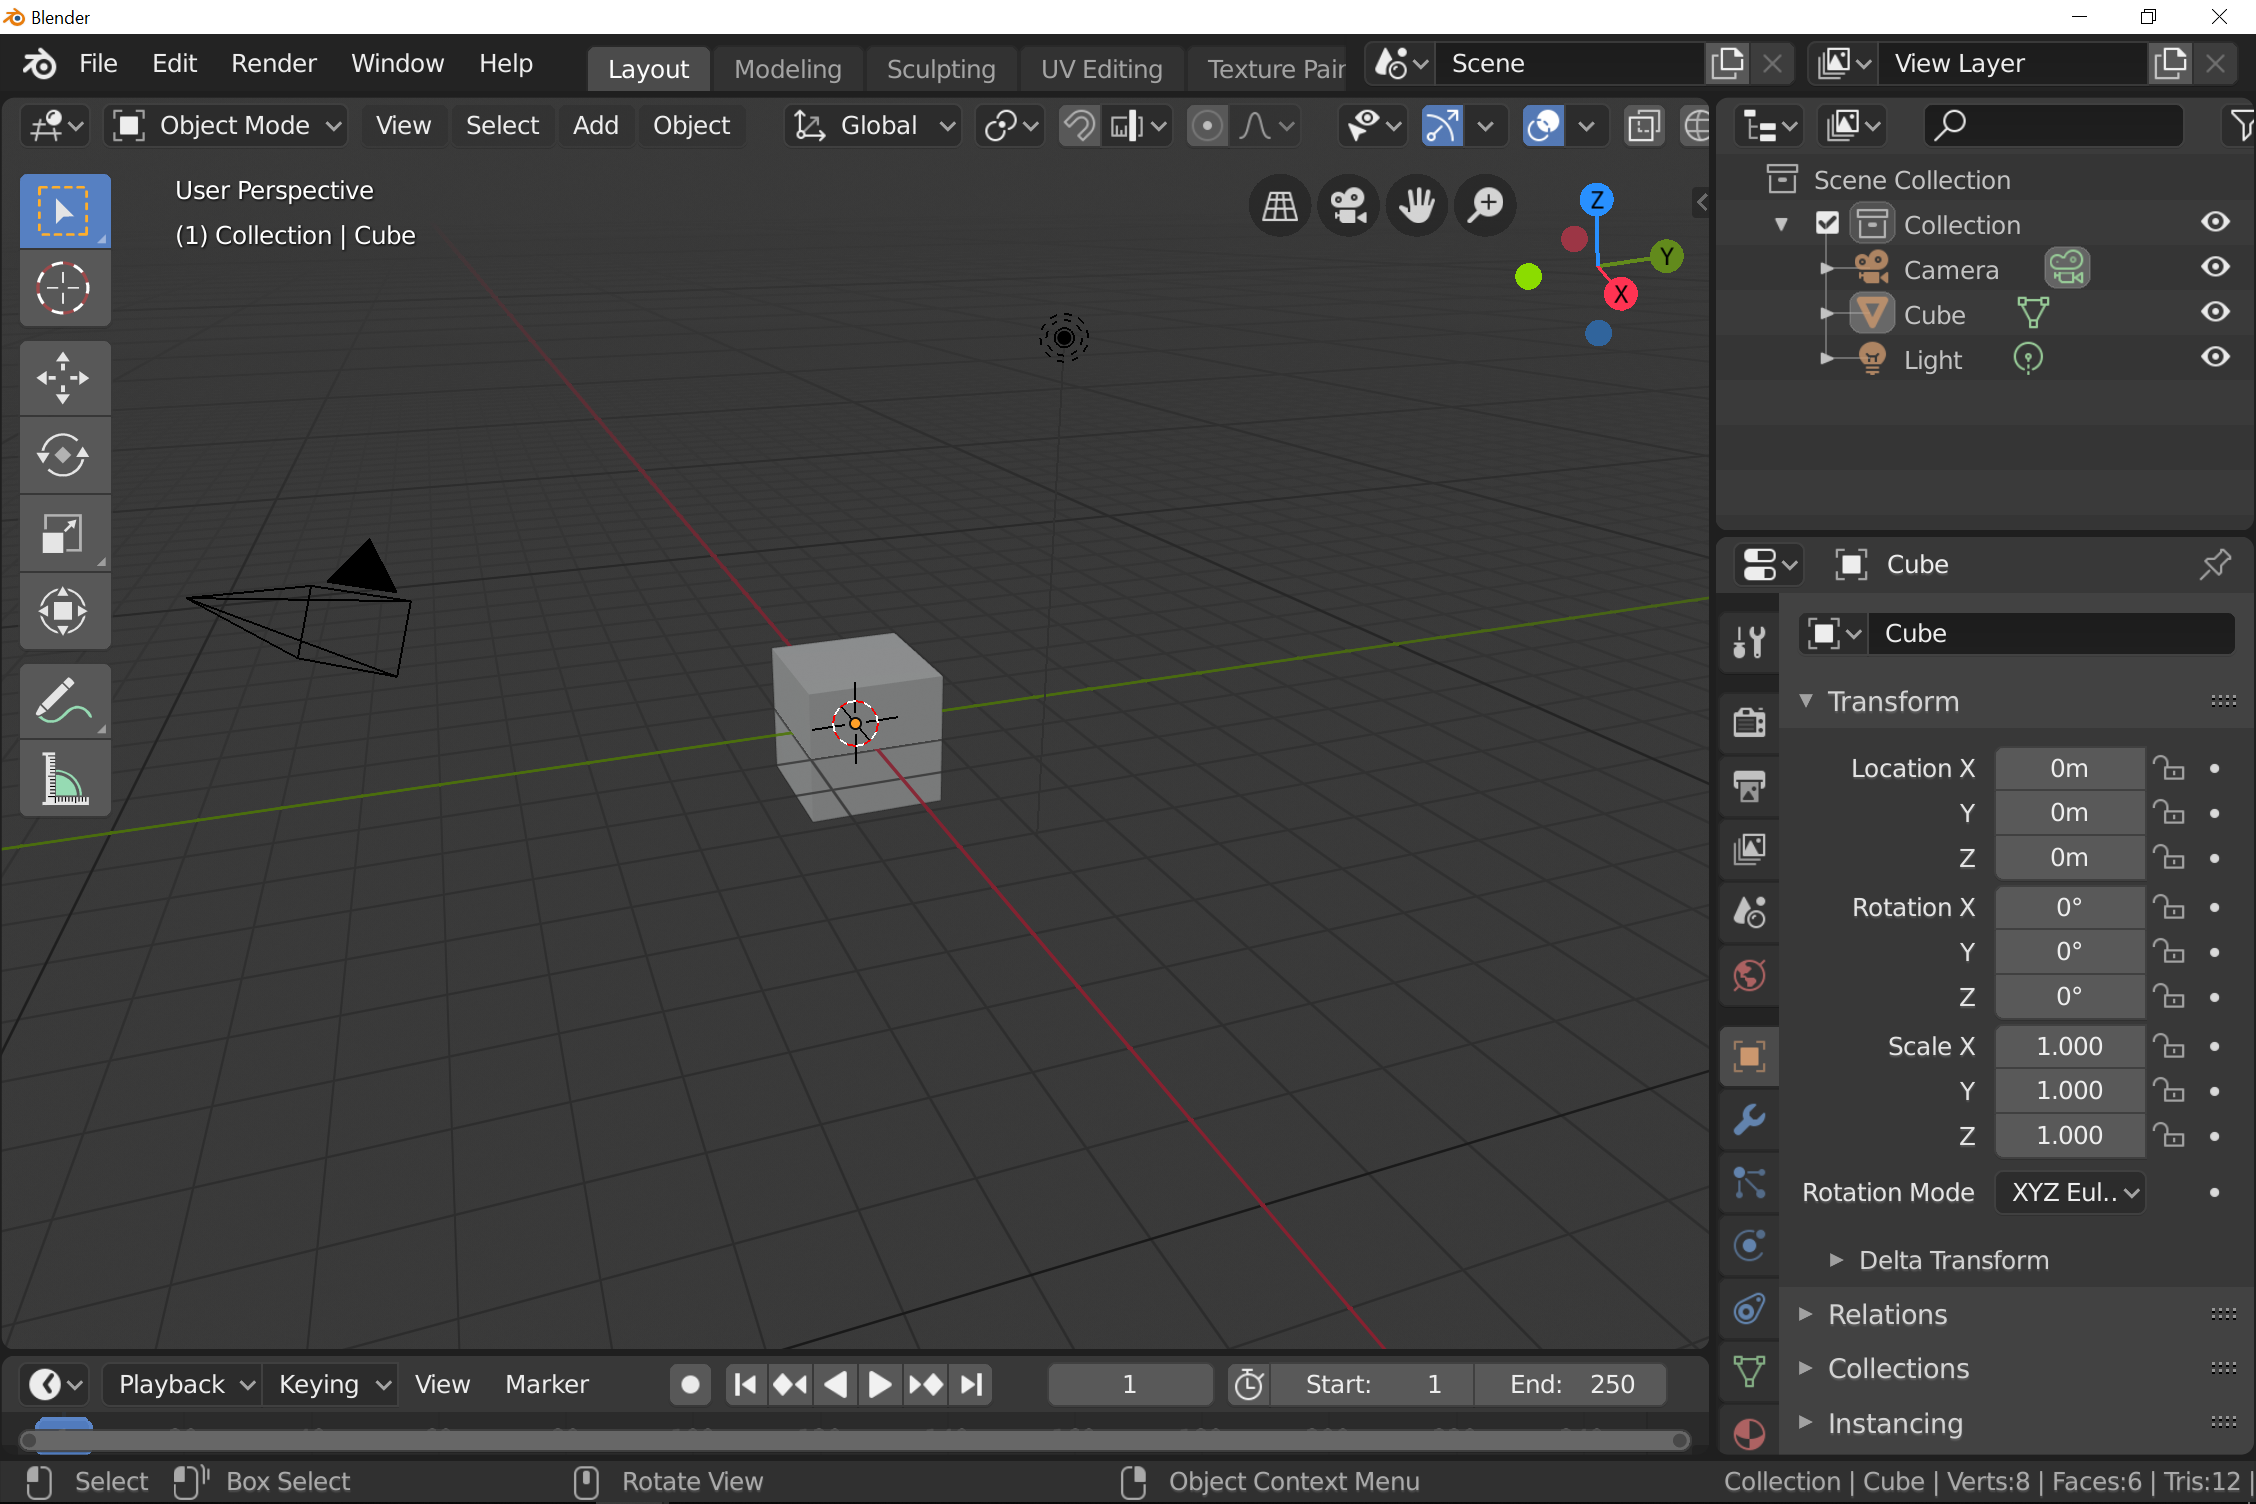 Blender
File Edit Render Window Help Layout Modeling Sculpting UV Editing Texture Pair Scene View Layer
Object Mode View Select Add Object Global
User Perspective
(1) Collection | Cube
Z
Y
X
Scene Collection
Collection
Camera
Cube
Light
Cube
Cube
Transform
Location X 0m
Y 0m
Z 0m
Rotation X 0°
Y 0°
Z 0°
Scale X 1.000
Y 1.000
Z 1.000
Rotation Mode XYZ Eul..
Delta Transform
Relations
Collections
Instancing
Playback Keying View Marker 1 Start: 1 End: 250
Select Box Select Rotate View Object Context Menu Collection | Cube | Verts:8 | Faces:6 | Tris:12 |